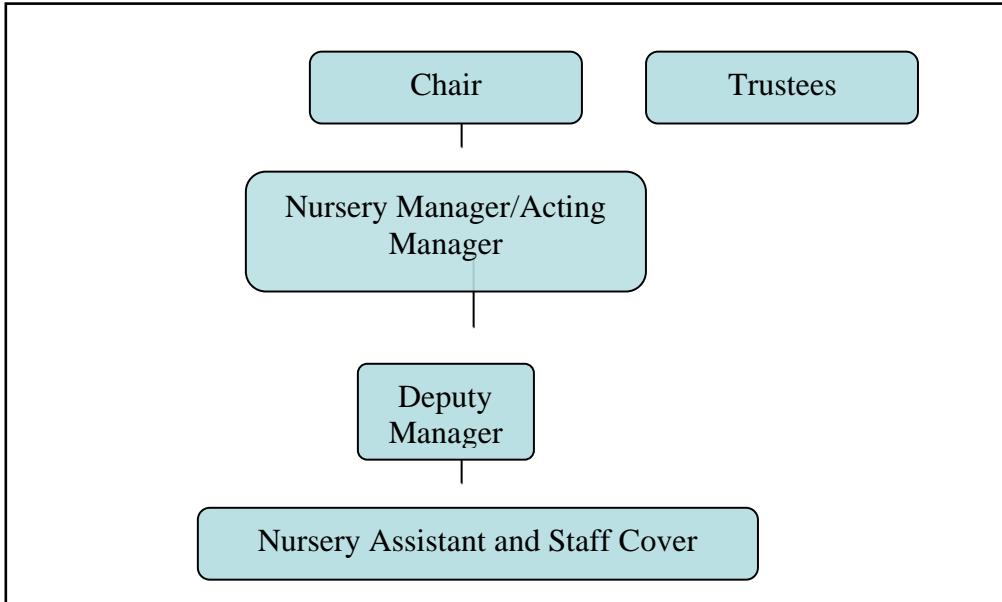 Chair
Trustees
Nursery Manager/Acting
Manager
Deputy
Manager
Nursery Assistant and Staff Cover